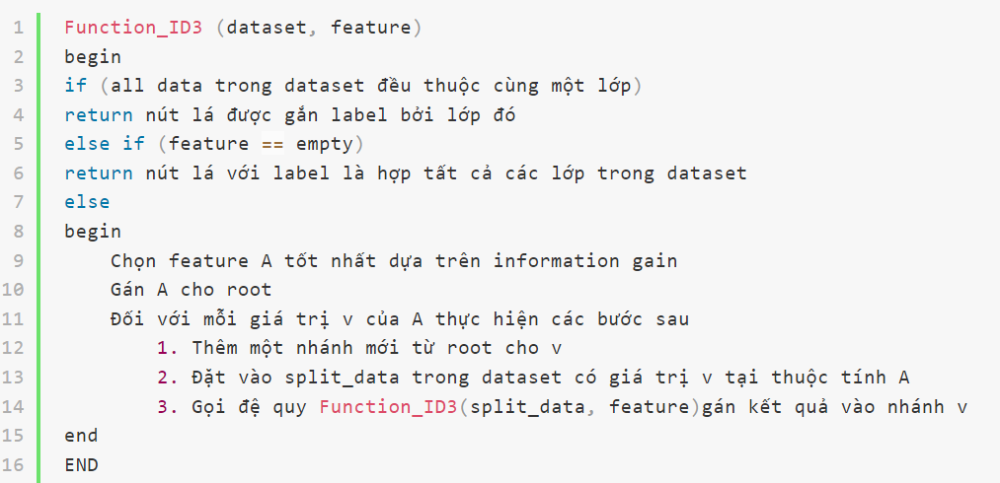 1 Function_ID3 (dataset, feature)
2 begin
3 if (all data trong dataset đều thuộc cùng một lớp)
4 return nút lá được gắn label bởi lớp đó
5 else if (feature == empty)
6 return nút lá với label là hợp tất cả các lớp trong dataset
7 else
8 begin
9 Chọn feature A tốt nhất dựa trên information gain
10 Gán A cho root
11 Đối với mỗi giá trị v của A thực hiện các bước sau
12 1. Thêm một nhánh mới từ root cho v
13 2. Đặt vào split_data trong dataset có giá trị v tại thuộc tính A
14 3. Gọi đệ quy Function_ID3(split_data, feature)gán kết quả vào nhánh v
15 end
16 END